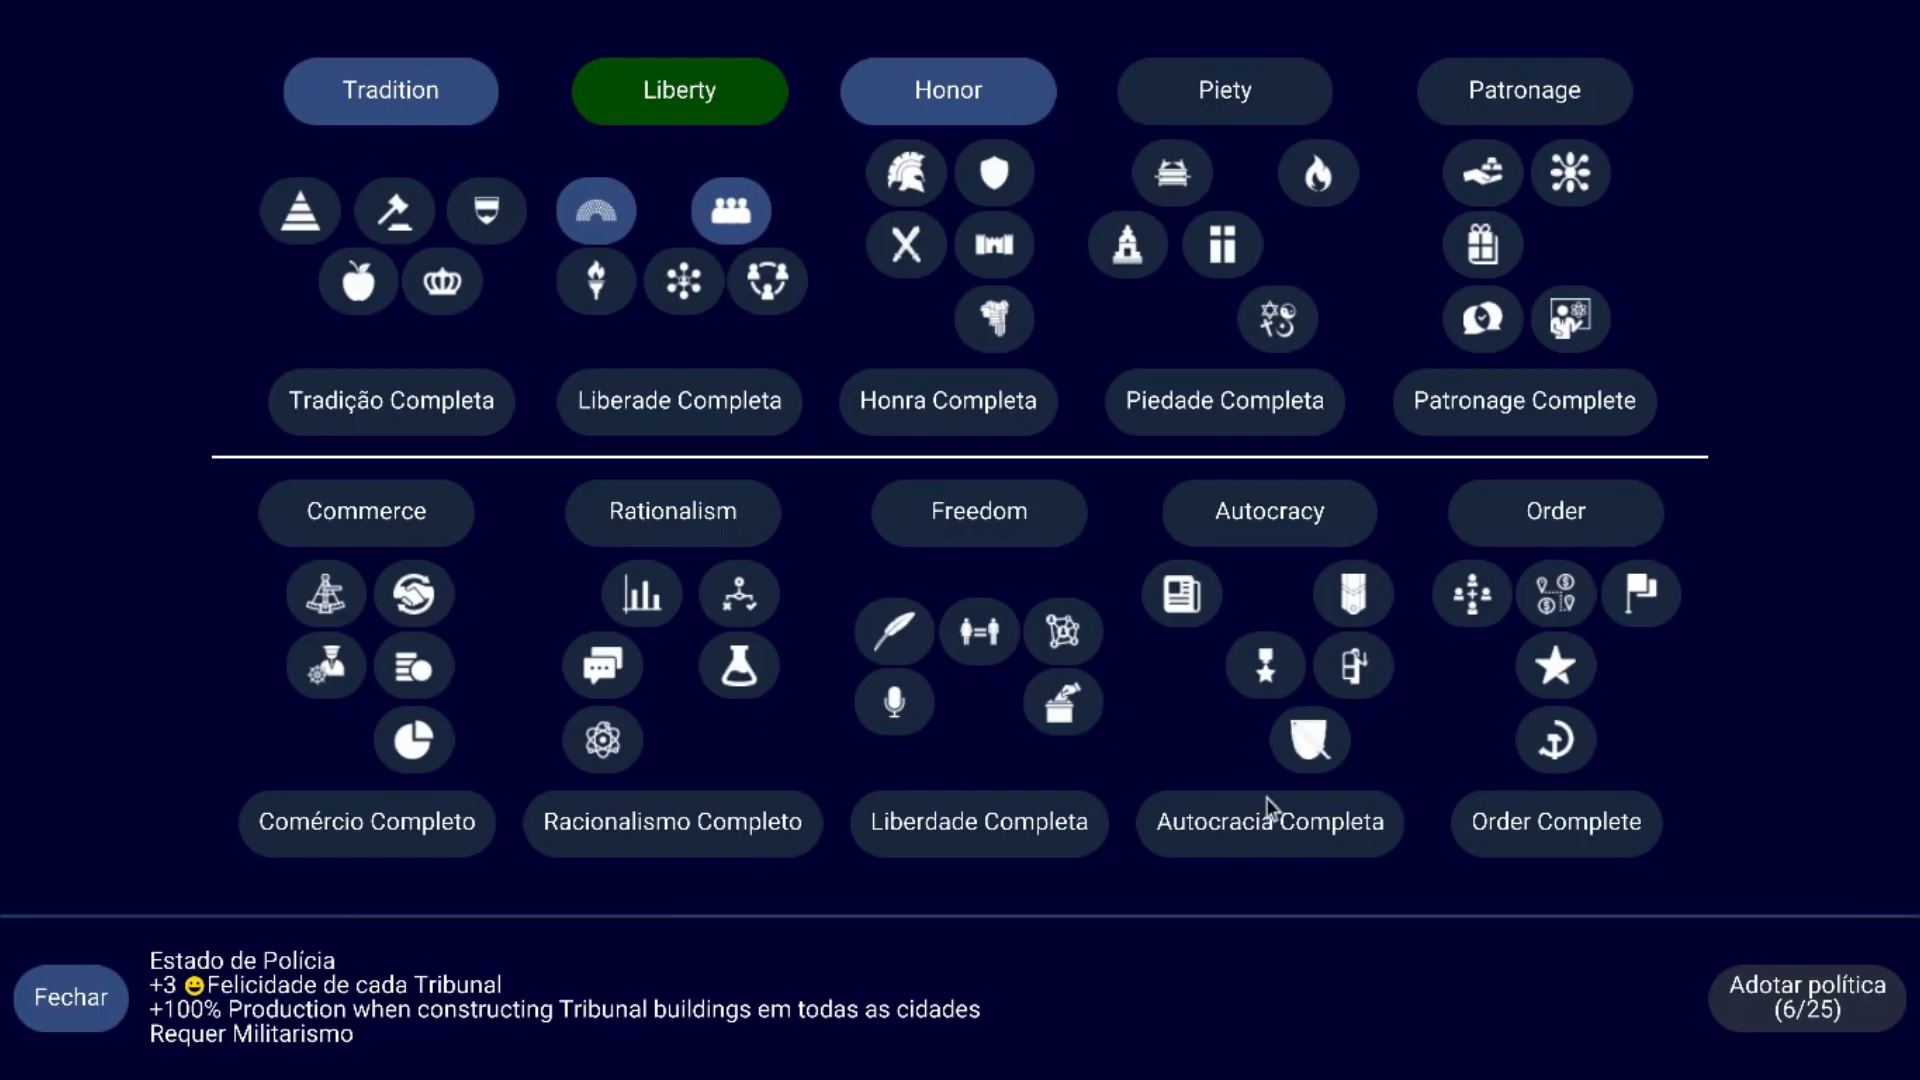 Tradition
Liberty
Honor
Piety
Patronage
Tradição Completa
Liberade Completa
Honra Completa
Piedade Completa
Patronage Complete
Commerce
Rationalism
Freedom
Autocracy
Order
Comércio Completo
Racionalismo Completo
Liberdade Completa
Autocracia Completa
Order Complete
Fechar
Estado de Polícia
+3 😀Felicidade de cada Tribunal
+100% Production when constructing Tribunal buildings em todas as cidades
Requer Militarismo
Adotar política
(6/25)